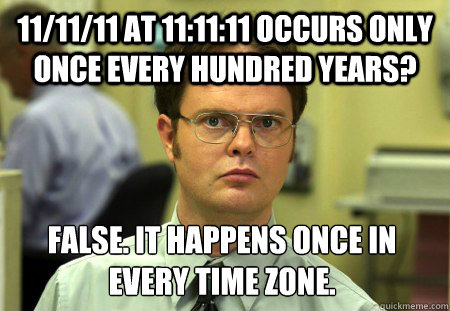 11/11/11 AT 11:11:11 OCCURS ONLY
ONCE EVERY HUNDRED YEARS?
FALSE. IT HAPPENS ONCE IN
EVERY TIME ZONE.
quickmeme.com